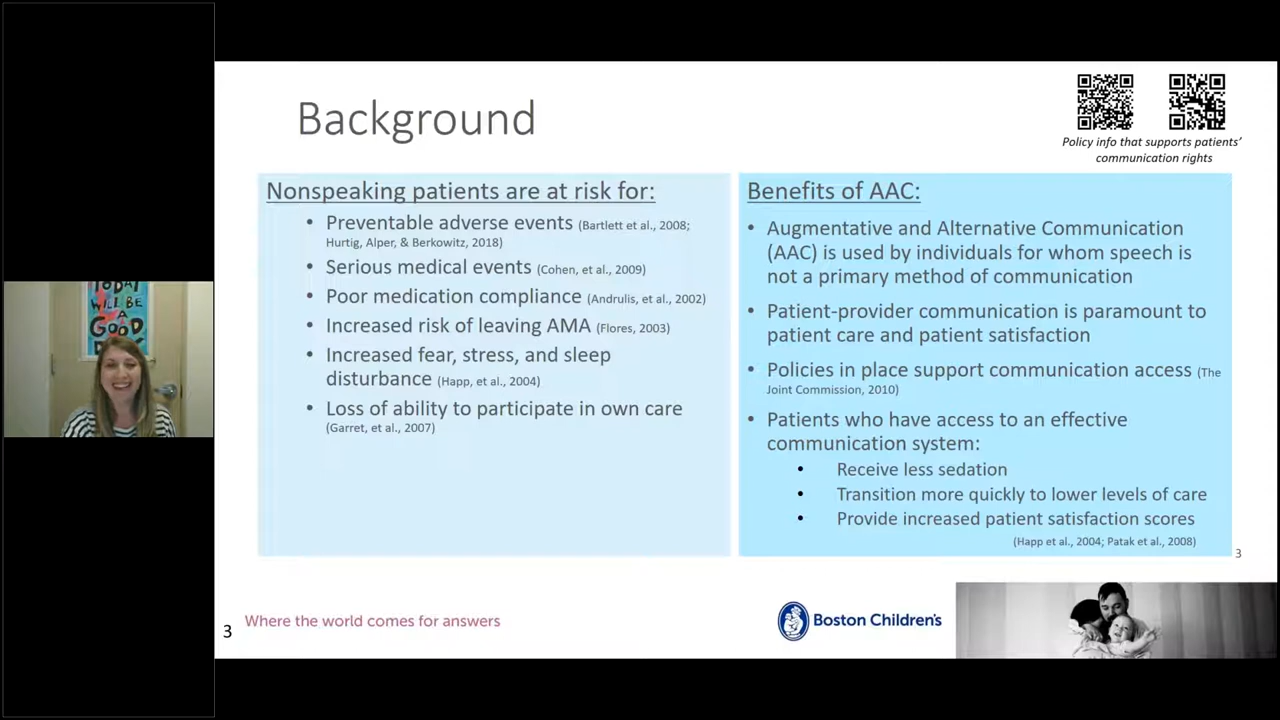 Background
Policy info that supports patients'
communication rights
Nonspeaking patients are at risk for:
• Preventable adverse events (Bartlett et al., 2008;
Hurtig, Alper, & Berkowitz, 2018)
• Serious medical events (Cohen, et al., 2009)
• Poor medication compliance (Andrulis, et al., 2002)
• Increased risk of leaving AMA (Flores, 2003)
• Increased fear, stress, and sleep
disturbance (Happ, et al., 2004)
• Loss of ability to participate in own care
(Garret, et al., 2007)
Benefits of AAC:
• Augmentative and Alternative Communication
(AAC) is used by individuals for whom speech is
not a primary method of communication
• Patient-provider communication is paramount to
patient care and patient satisfaction
• Policies in place support communication access (The
Joint Commission, 2010)
• Patients who have access to an effective
communication system:
• Receive less sedation
• Transition more quickly to lower levels of care
• Provide increased patient satisfaction scores
(Happ et al., 2004; Patak et al., 2008)
3
TODAY
WILL BE
A
GOOD
3
Where the world comes for answers
Boston Children's